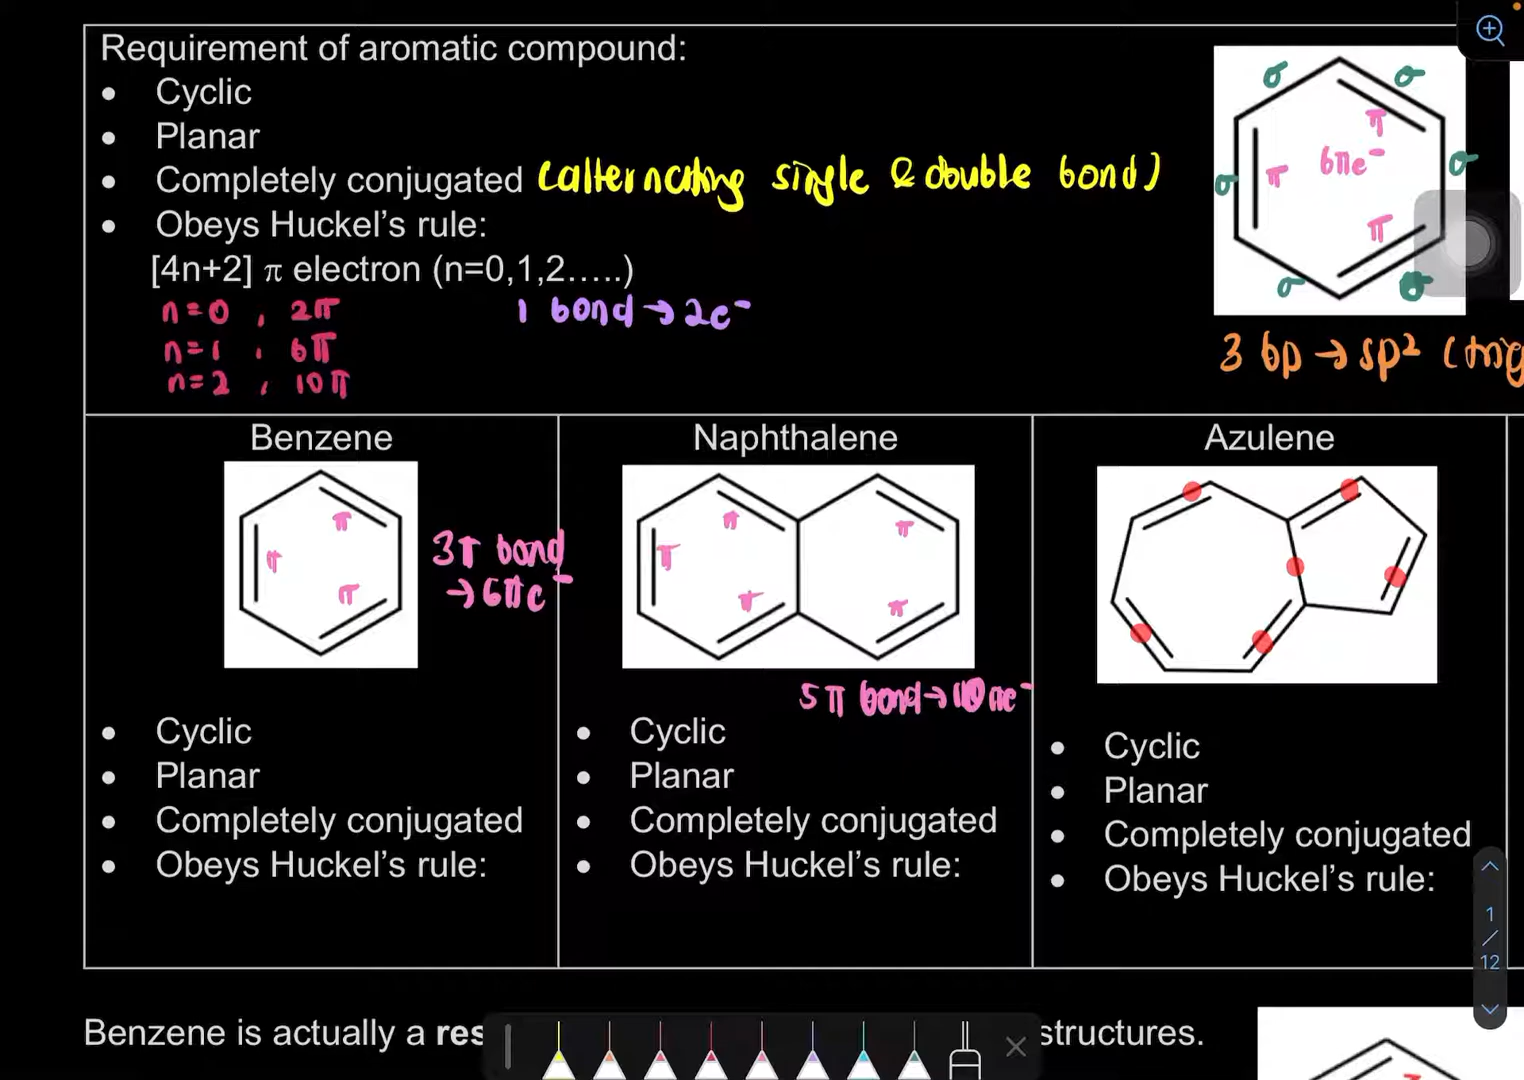 Requirement of aromatic compound:
• Cyclic
• Planar
• Completely conjugated (alternating single & double bond)
• Obeys Huckel's rule:
[4n+2] π electron (n=0,1,2…..)
n=0 , 2π
n=1 , 6π
n=2 , 10π
1 bond → 2e⁻
σ σ
π
6πe⁻
σ π σ
π
σ σ
3 bp → sp² (
Benzene
π
π
π
3π bond
→ 6πe⁻
• Cyclic
• Planar
• Completely conjugated
• Obeys Huckel's rule:
Naphthalene
π π
π
π π
5π bond → 10πe⁻
• Cyclic
• Planar
• Completely conjugated
• Obeys Huckel's rule:
Azulene
• Cyclic
• Planar
• Completely conjugated
• Obeys Huckel's rule:
1
/
12
Benzene is actually a res structures.